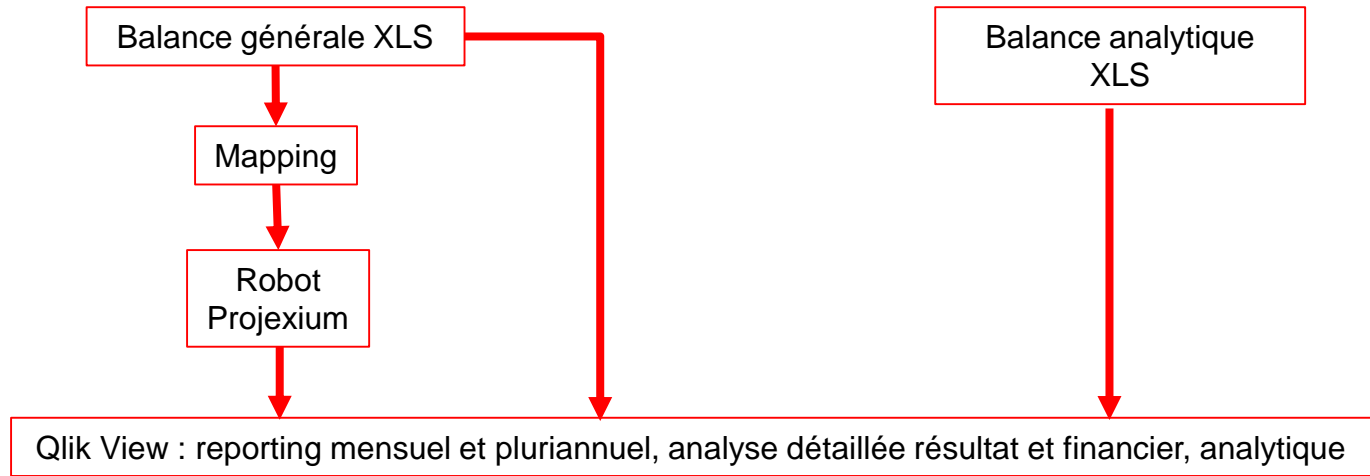 Balance générale XLS
Balance analytique
XLS
Mapping
Robot
Projexium
Qlik View : reporting mensuel et pluriannuel, analyse détaillée résultat et financier, analytique